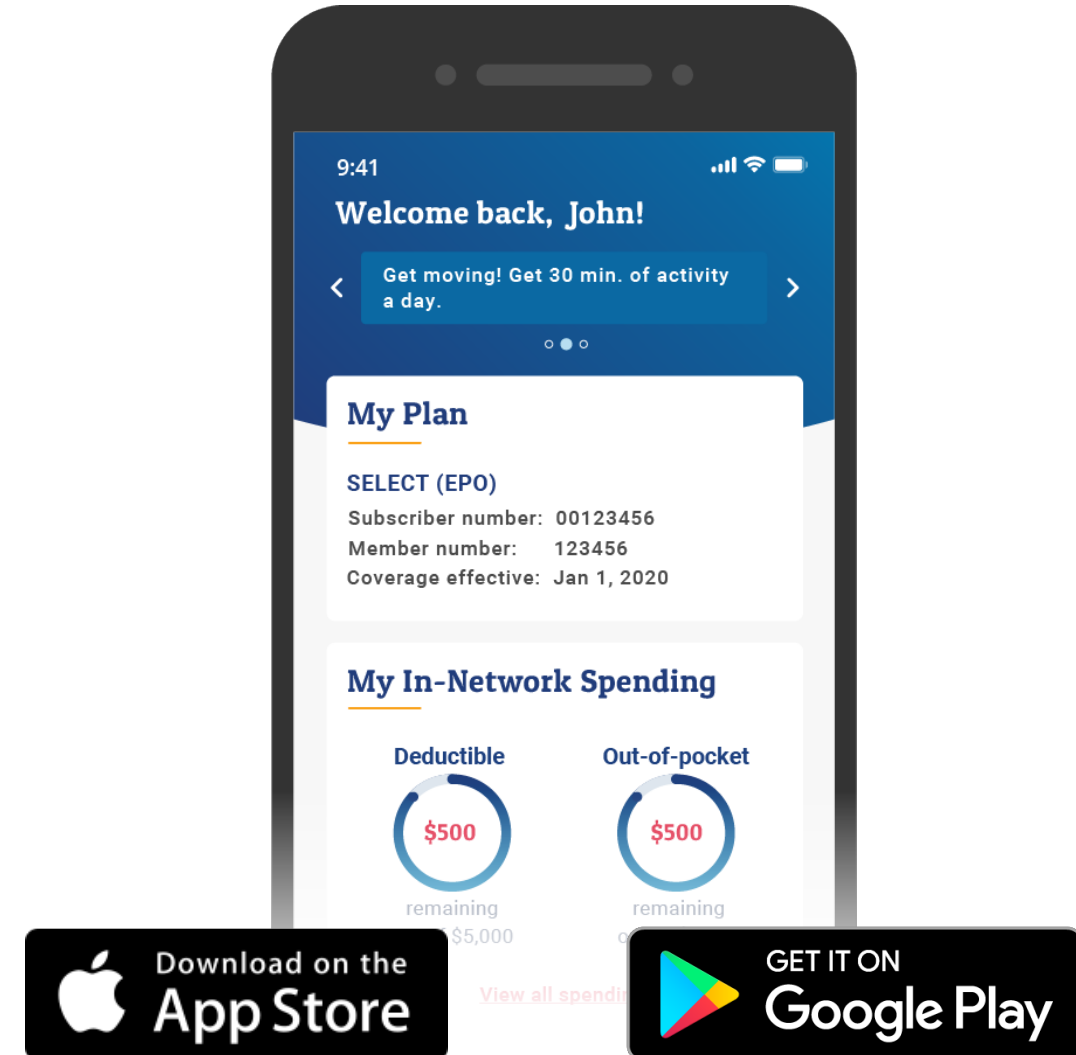 9:41
Welcome back, John!
Get moving! Get 30 min. of activity
a day.
My Plan
SELECT (EPO)
Subscriber number: 00123456
Member number: 123456
Coverage effective: Jan 1, 2020
My In-Network Spending
Deductible Out-of-pocket
$500 $500
remaining remaining
$5,000
View all
Download on the
App Store
GET IT ON
Google Play